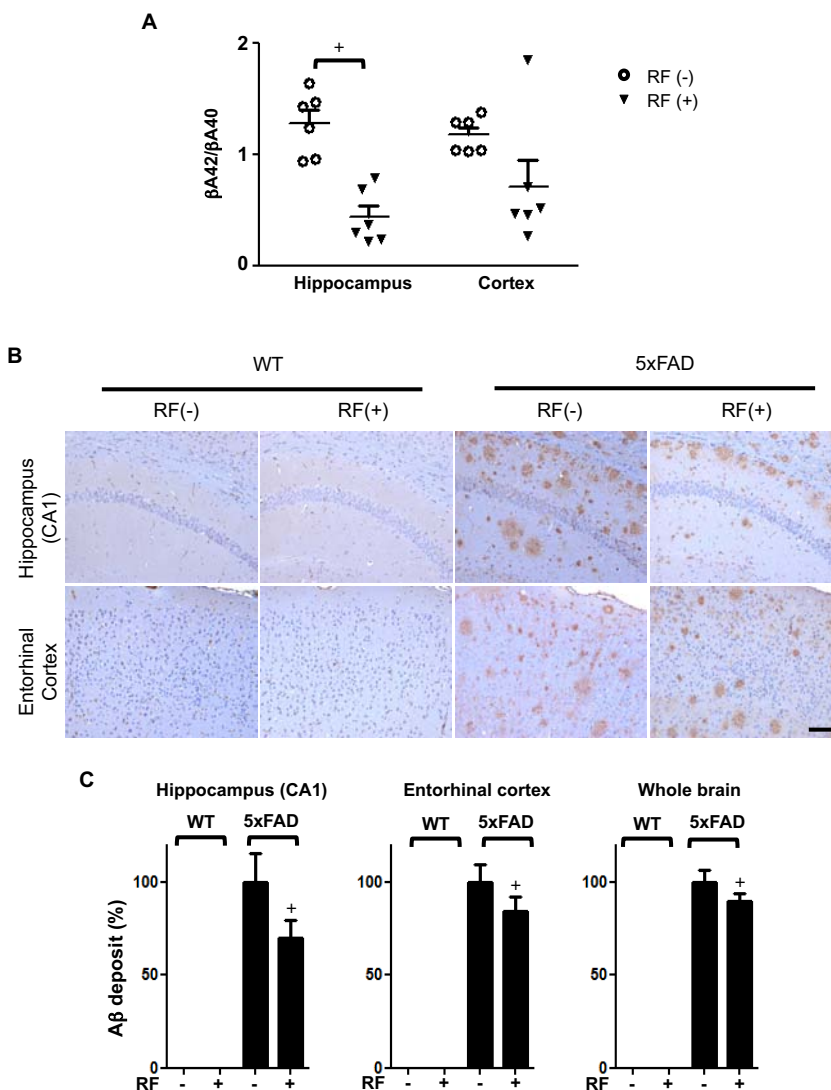 A
2
1
0
βA42/βA40
+
RF (-)
RF (+)
Hippocampus
Cortex
B
WT
5xFAD
RF(-)
RF(+)
RF(-)
RF(+)
Hippocampus
(CA1)
Entorhinal
Cortex
C
Hippocampus (CA1)
Entorhinal cortex
Whole brain
WT
5xFAD
WT
5xFAD
WT
5xFAD
Aβ deposit (%)
100
50
0
+
100
50
0
+
100
50
0
+
RF - + - +
RF - + - +
RF - + - +